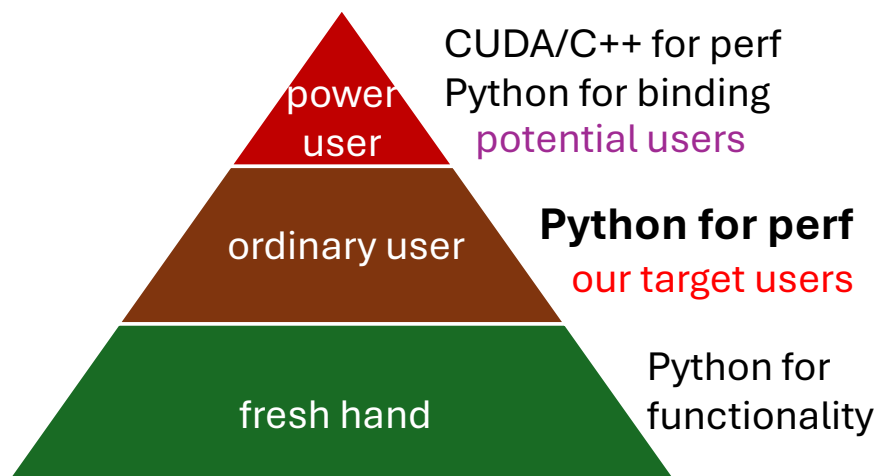 power
user
CUDA/C++ for perf
Python for binding
potential users
ordinary user
Python for perf
our target users
fresh hand
Python for
functionality